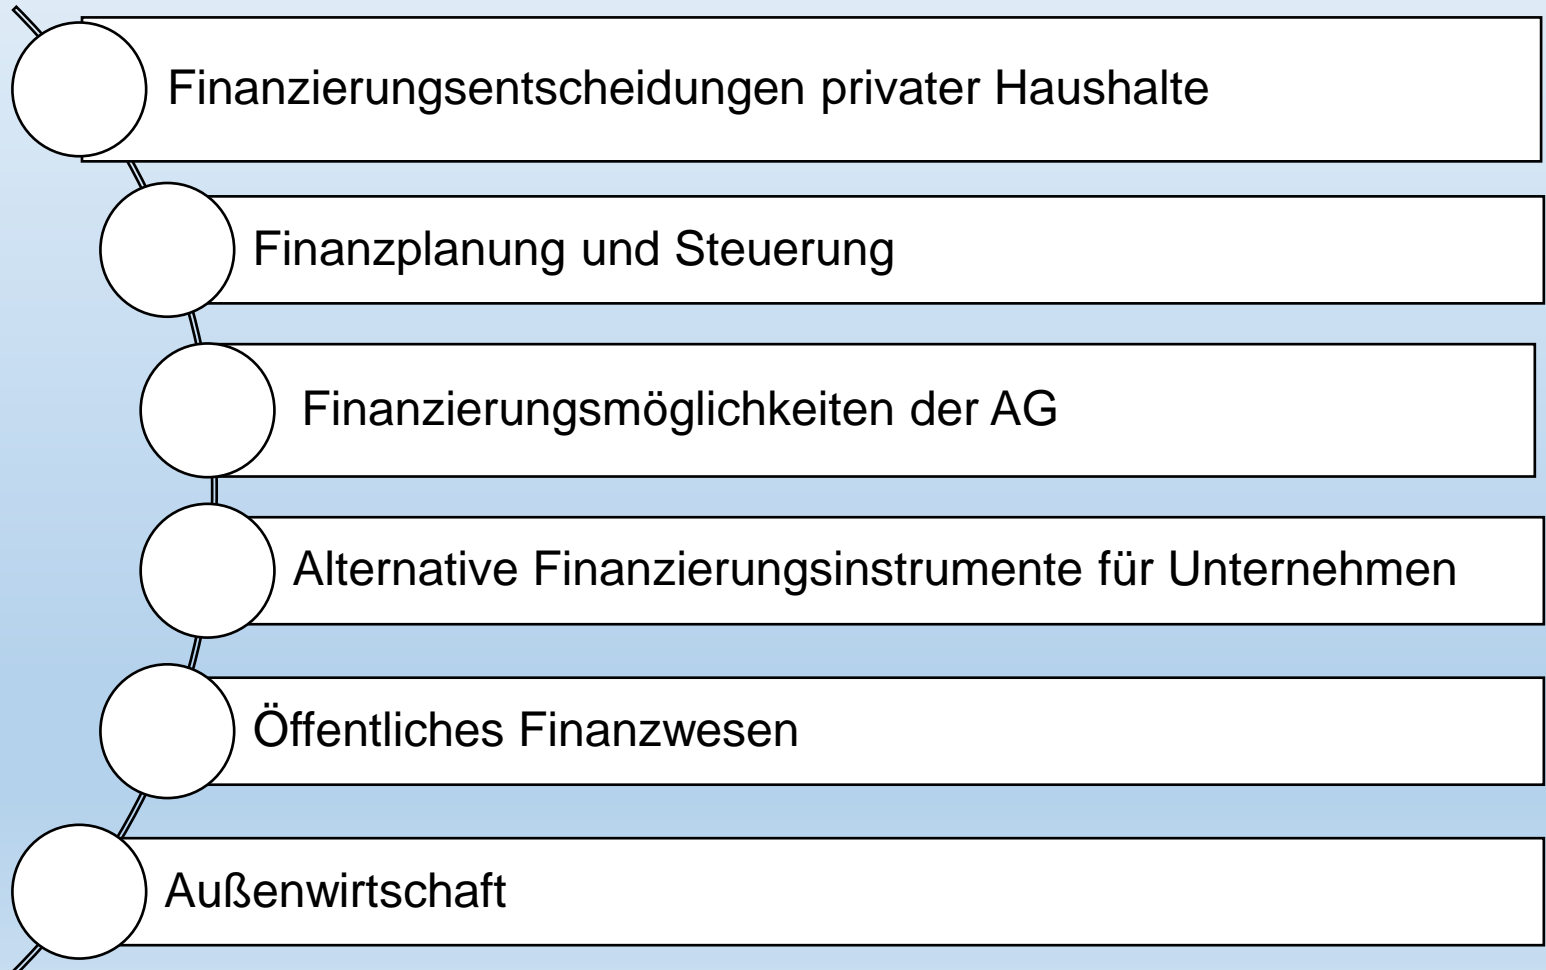 Finanzierungsentscheidungen privater Haushalte
Finanzplanung und Steuerung
Finanzierungsmöglichkeiten der AG
Alternative Finanzierungsinstrumente für Unternehmen
Öffentliches Finanzwesen
Außenwirtschaft